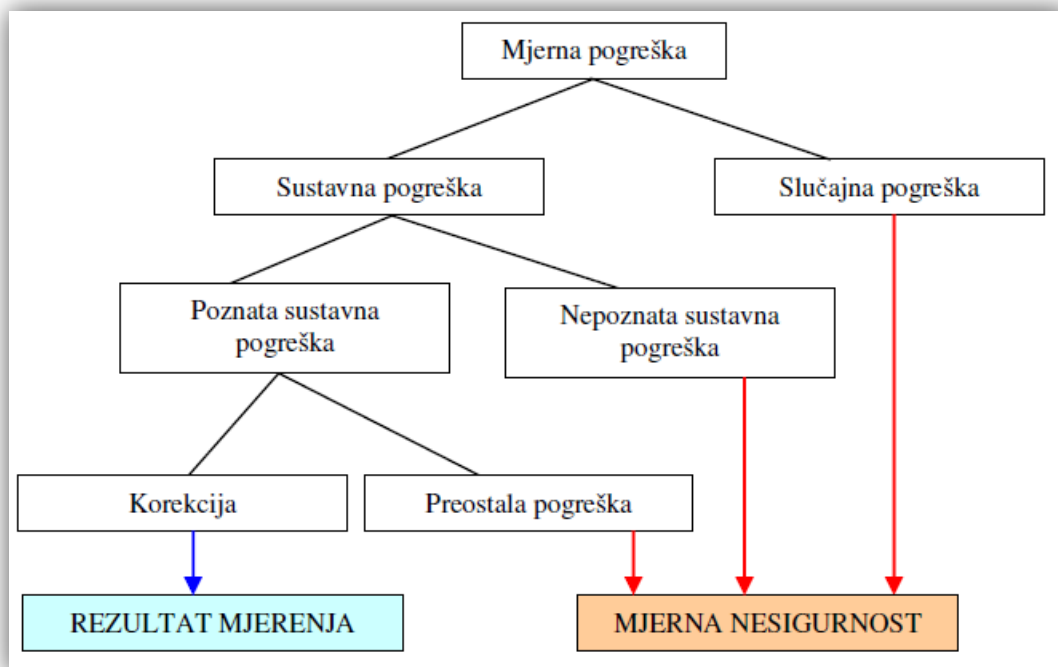 Mjerna pogreška
Sustavna pogreška
Slučajna pogreška
Poznata sustavna
pogreška
Nepoznata sustavna
pogreška
Korekcija
Preostala pogreška
REZULTAT MJERENJA
MJERNA NESIGURNOST